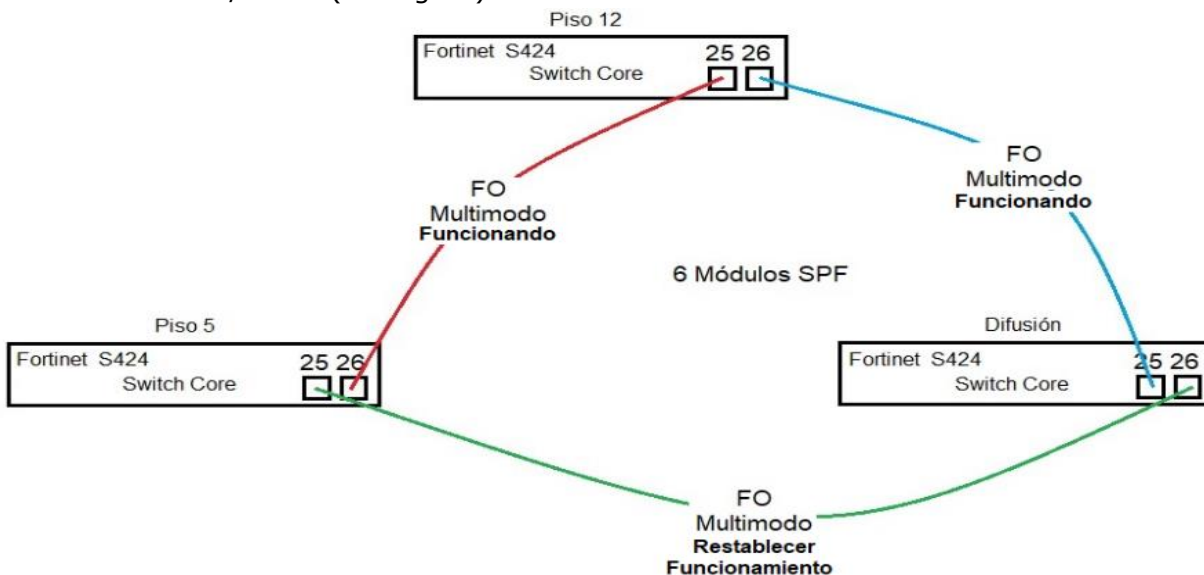 Piso 12
Fortinet S424
25 26
Switch Core
FO
Multimodo
Funcionando
FO
Multimodo
Funcionando
6 Módulos SPF
Piso 5
Fortinet S424
25 26
Switch Core
Difusión
Fortinet S424
25 26
Switch Core
FO
Multimodo
Restablecer
Funcionamiento